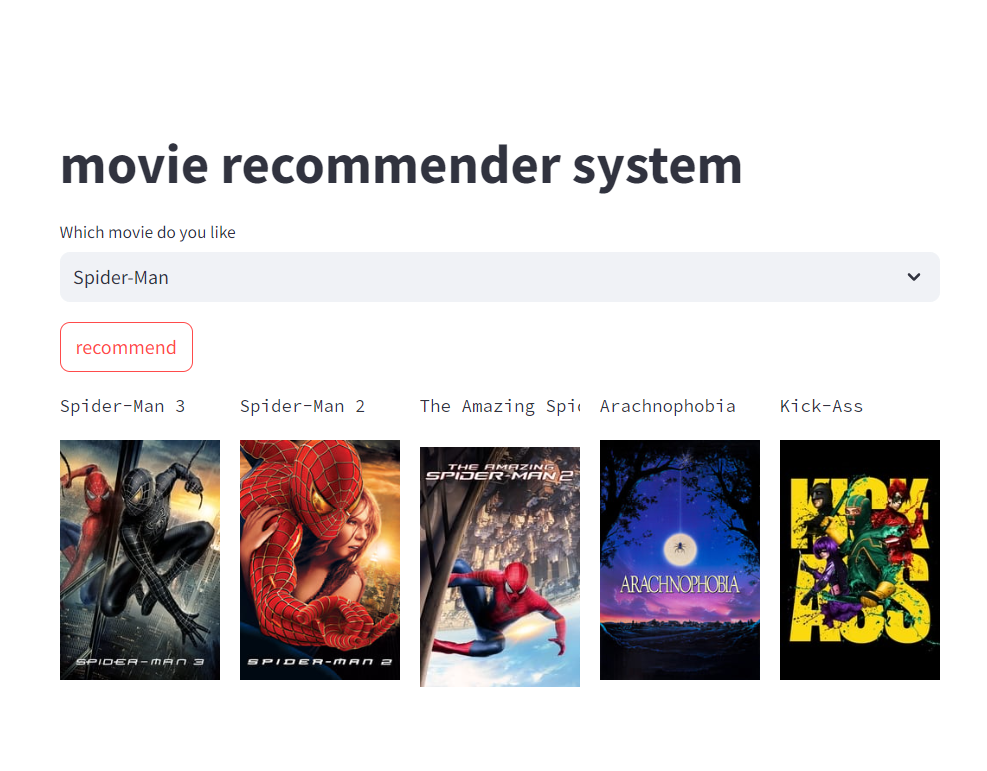 movie recommender system
Which movie do you like
Spider-Man
recommend
Spider-Man 3
Spider-Man 2
The Amazing Spi
Arachnophobia
Kick-Ass
SPIDER-MAN 3
SPIDER-MAN 2
THE AMAZING
SPIDER-MAN 2
ARACHNOPHOBIA
KICK
ASS